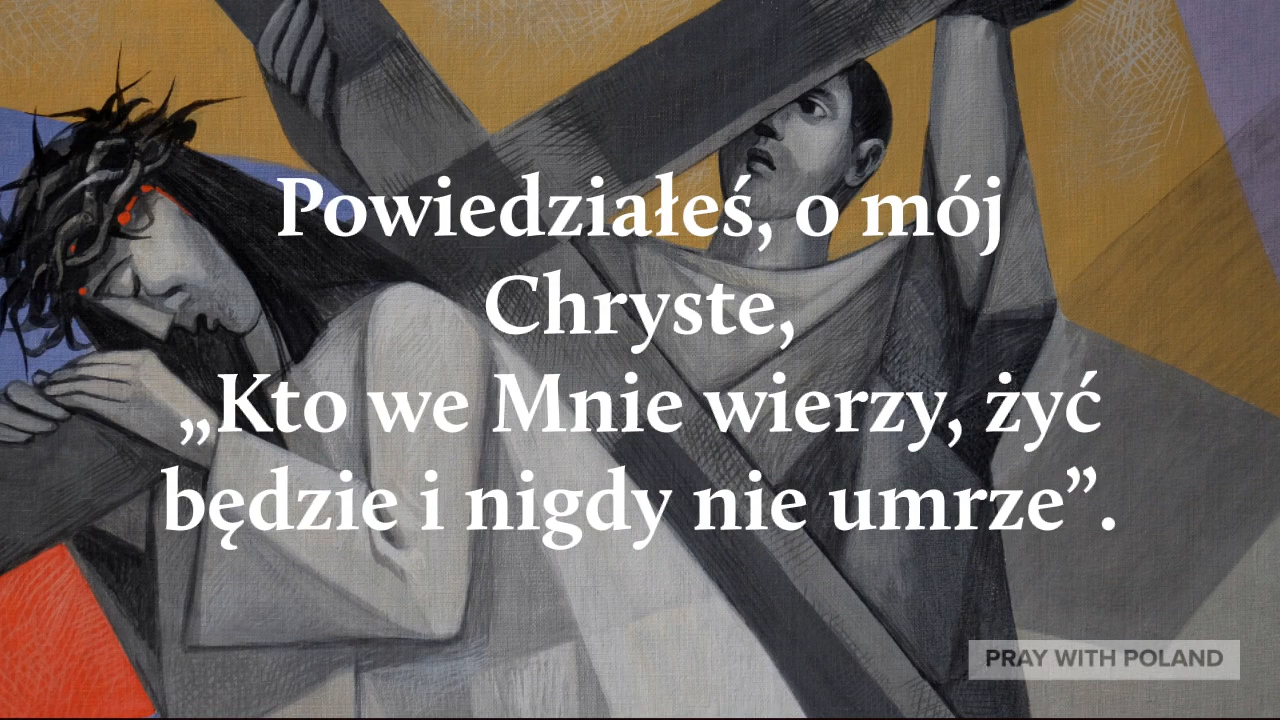 Powiedziałeś, o mój
Chryste,
„Kto we Mnie wierzy, żyć
będzie i nigdy nie umrze”.
PRAY WITH POLAND